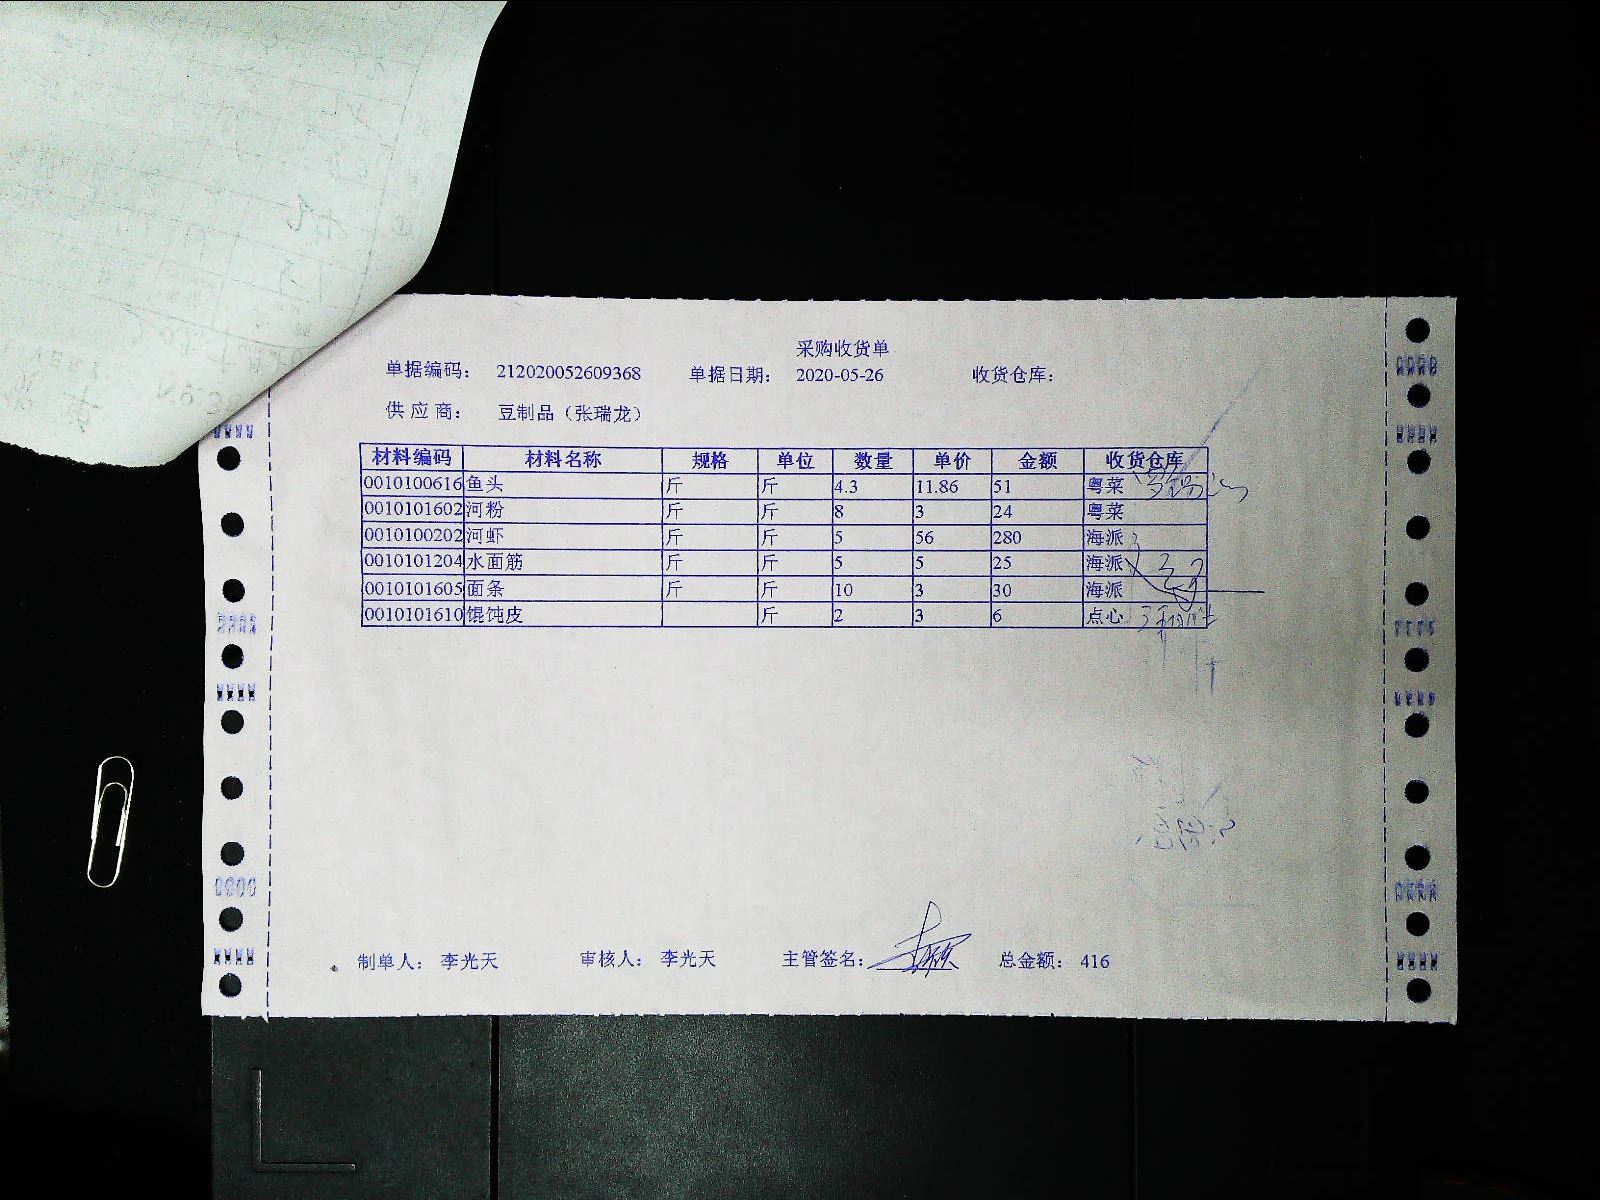 采购收货单
单据编码： 212020052609368 单据日期： 2020-05-26 收货仓库：
供 应 商： 豆制品（张瑞龙）
材料编码 材料名称 规格 单位 数量 单价 金额 收货仓库
0010100616 鱼头 斤 斤 4.3 11.86 51 粤菜
0010101602 河粉 斤 斤 8 3 24 粤菜
0010100202 河虾 斤 斤 5 56 280 海派
0010101204 水面筋 斤 斤 5 5 25 海派
0010101605 面条 斤 斤 10 3 30 海派
0010101610 馄饨皮 斤 2 3 6 点心
制单人： 李光天 审核人： 李光天 主管签名： 总金额： 416